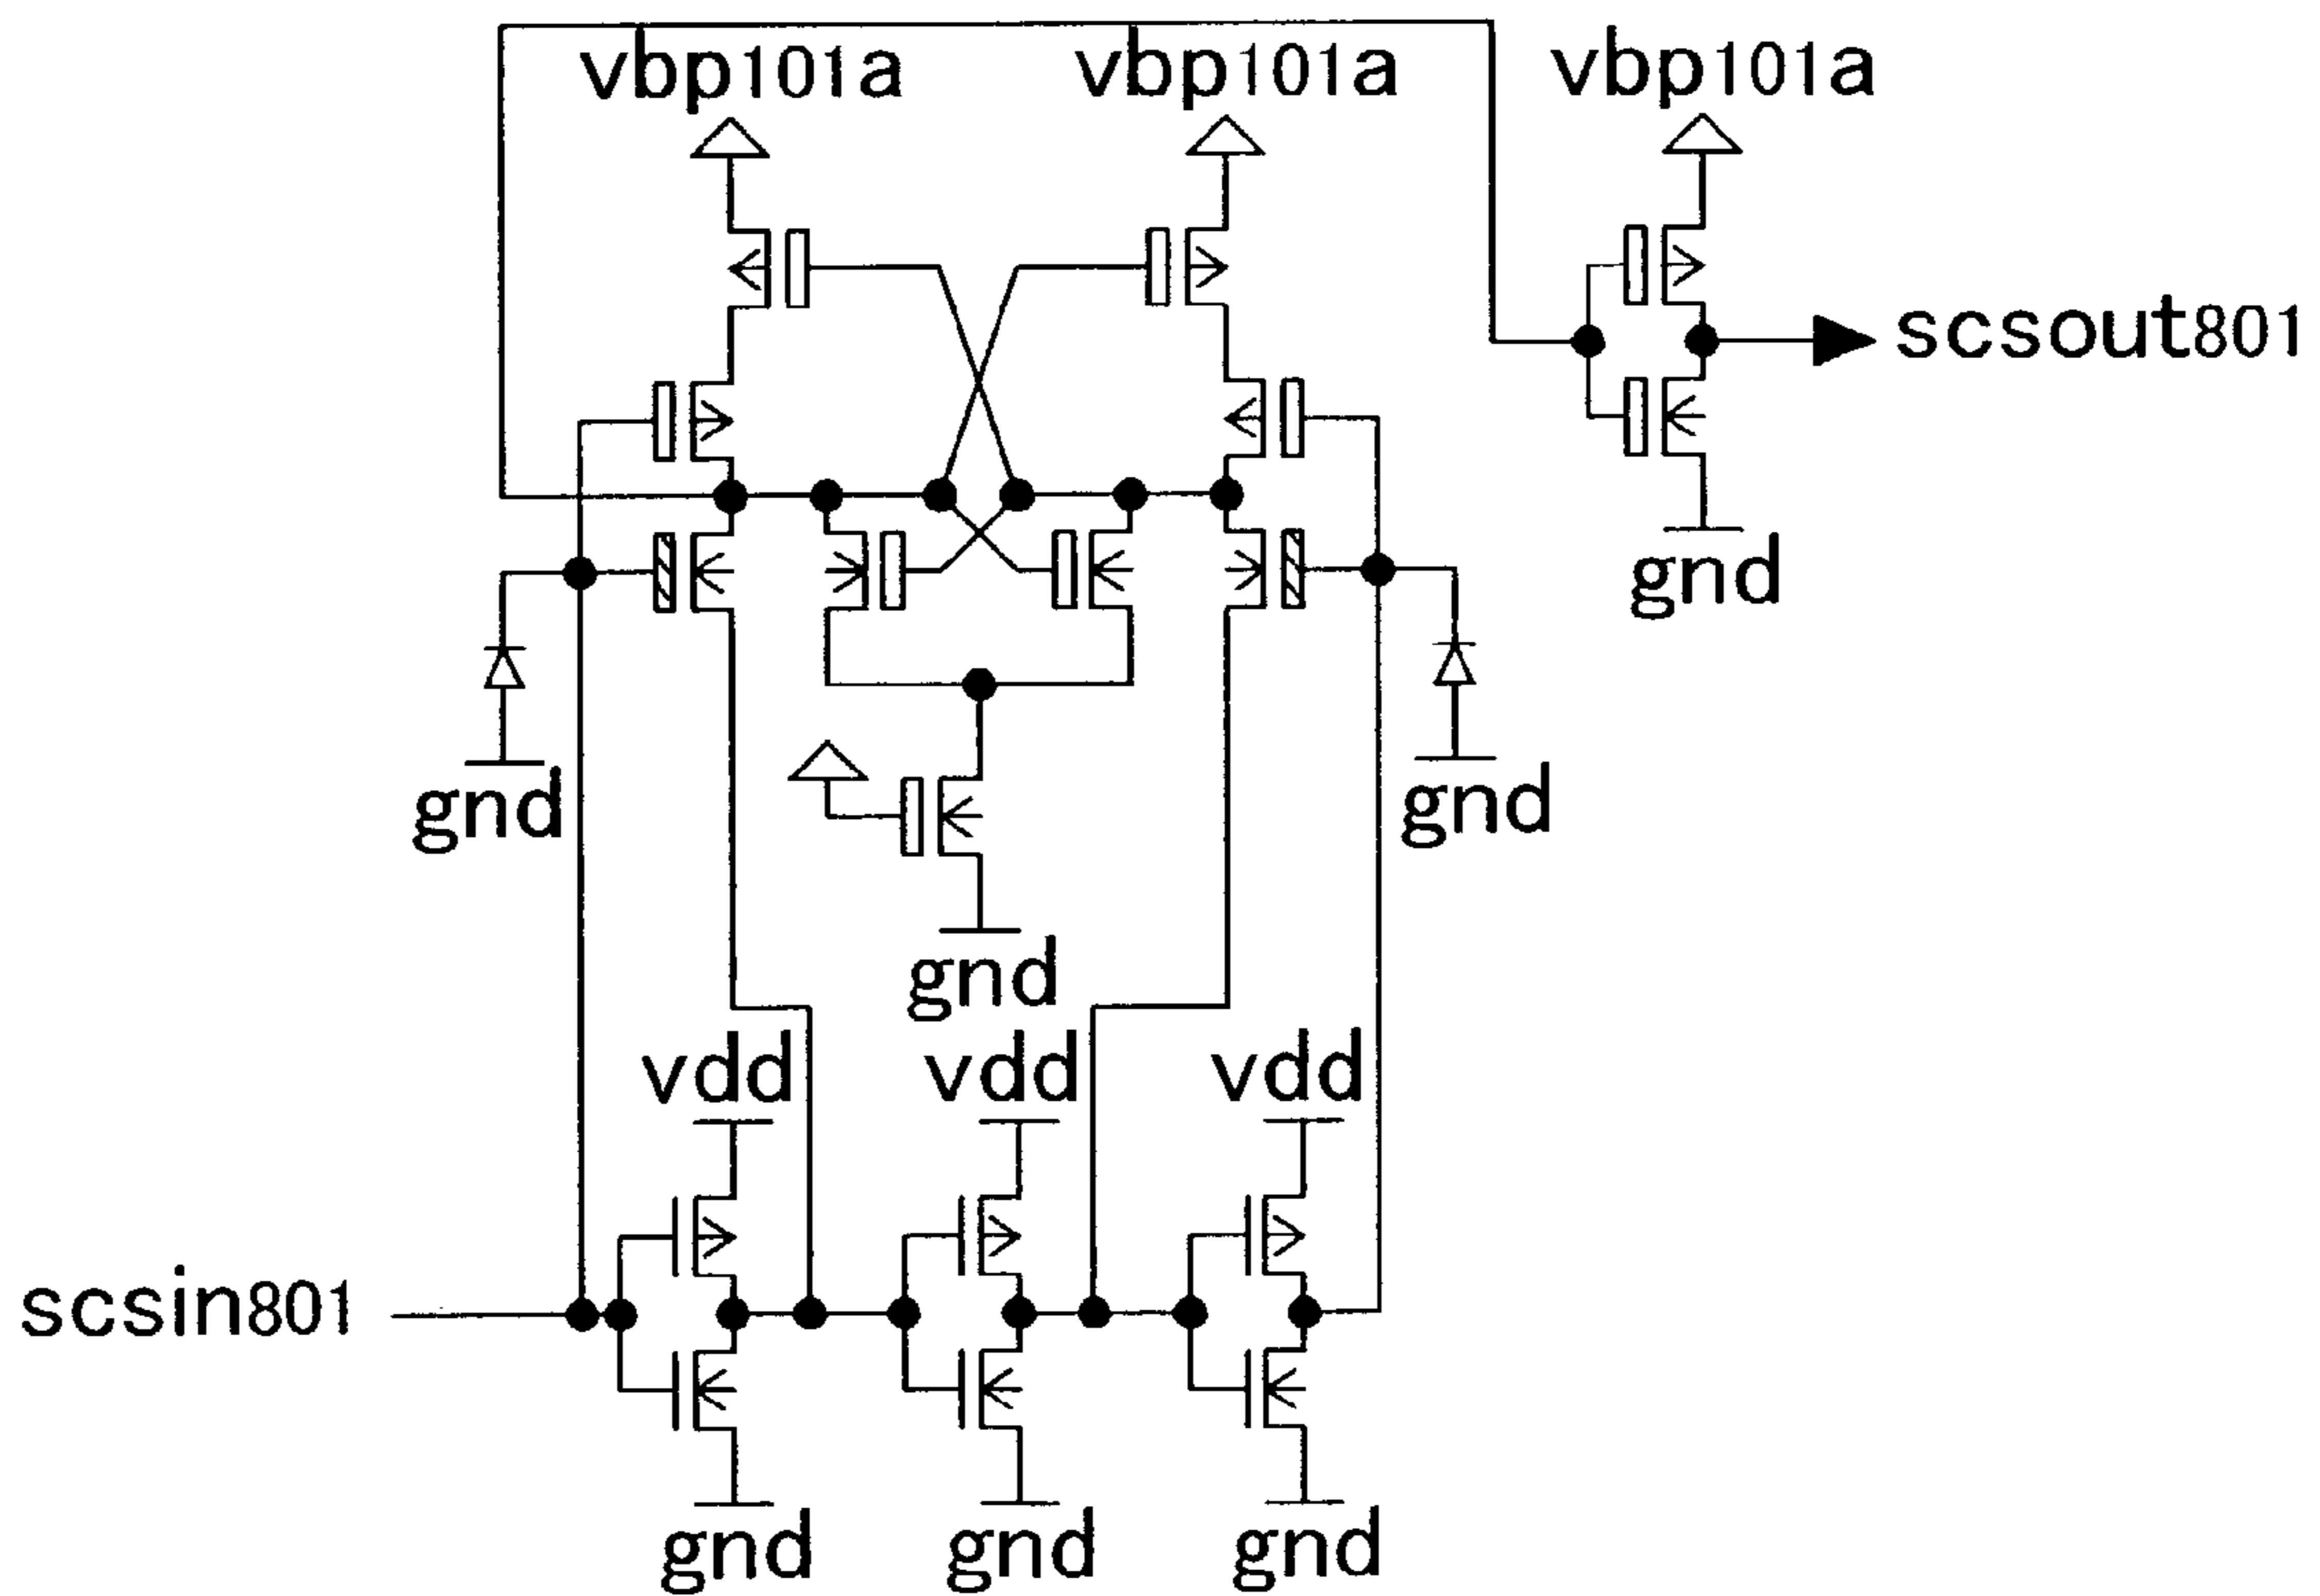 vbp101a vbp101a vbp101a
scsout801
gnd
gnd gnd
gnd
vdd vdd vdd
scsin801
gnd gnd gnd